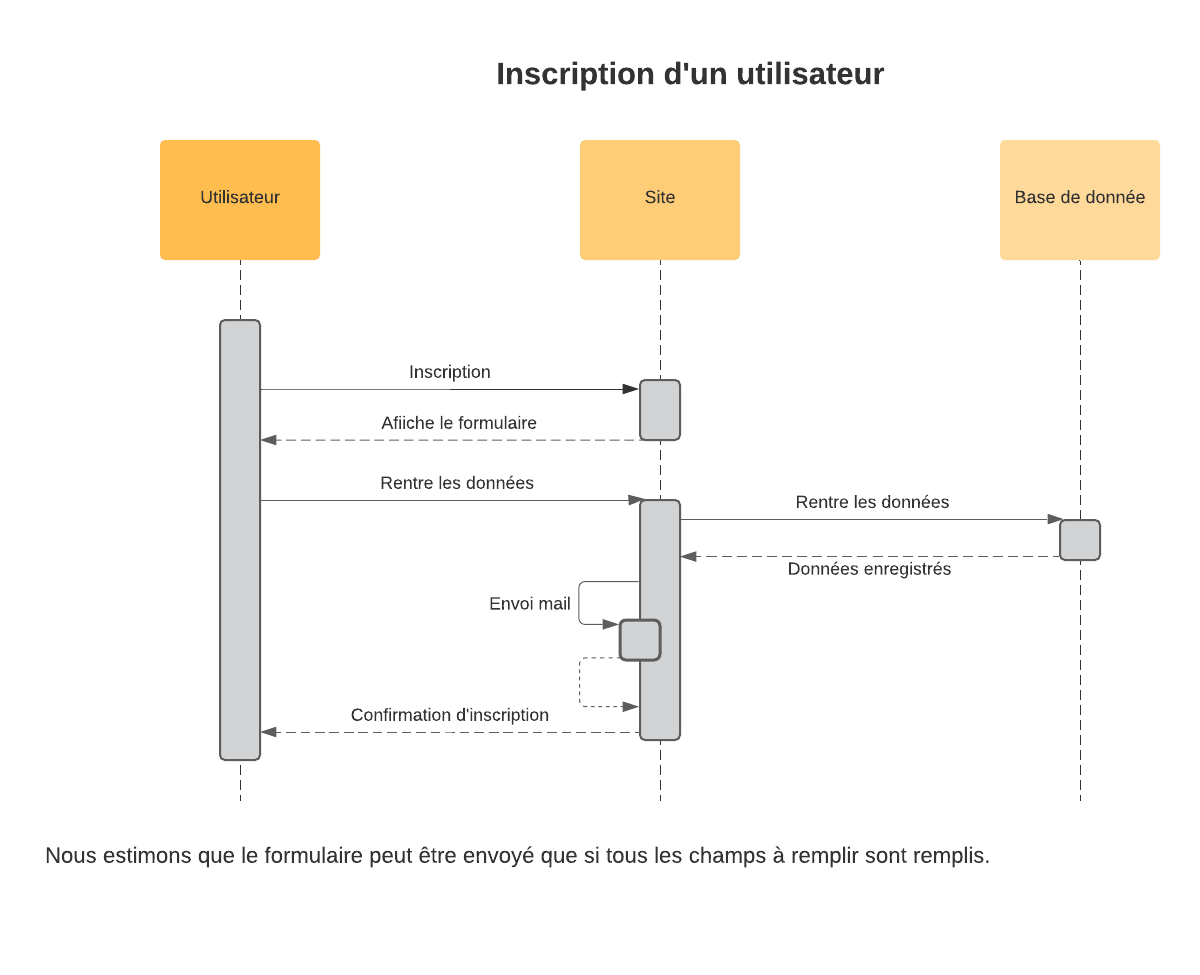 Inscription d'un utilisateur
Utilisateur
Site
Base de donnée
Inscription
Afiiche le formulaire
Rentre les données
Rentre les données
Données enregistrés
Envoi mail
Confirmation d'inscription
Nous estimons que le formulaire peut être envoyé que si tous les champs à remplir sont remplis.